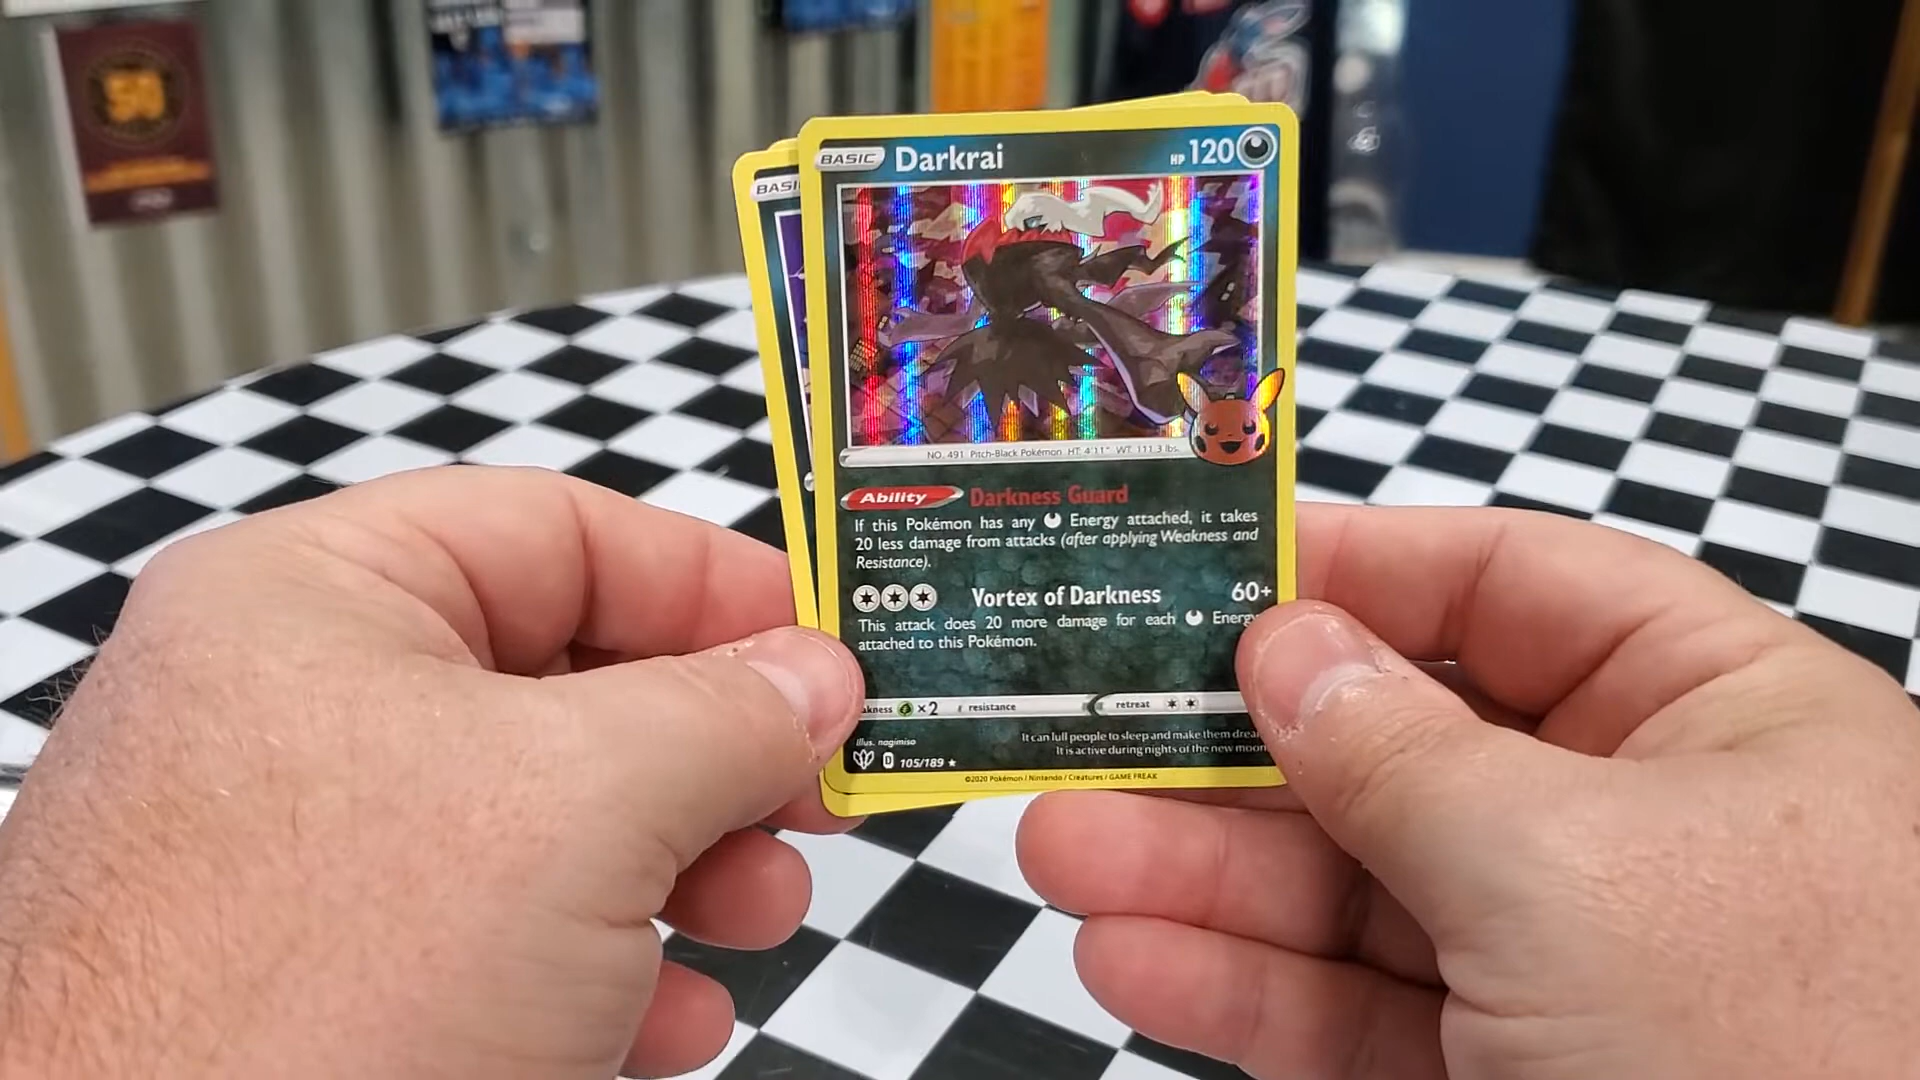 50
BASI
BASIC Darkrai HP 120
NO. 491 Pitch-Black Pokémon HT: 4'11" WT: 111.3 lbs.
Ability Darkness Guard
If this Pokémon has any Energy attached, it takes
20 less damage from attacks (after applying Weakness and
Resistance).
Vortex of Darkness 60+
This attack does 20 more damage for each Energy
attached to this Pokémon.
akness ×2 resistance retreat
Illus. nagimiso
It can lull people to sleep and make them drea
It is active during nights of the new moon
D 105/189 ★
©2020 Pokémon / Nintendo / Creatures / GAME FREAK